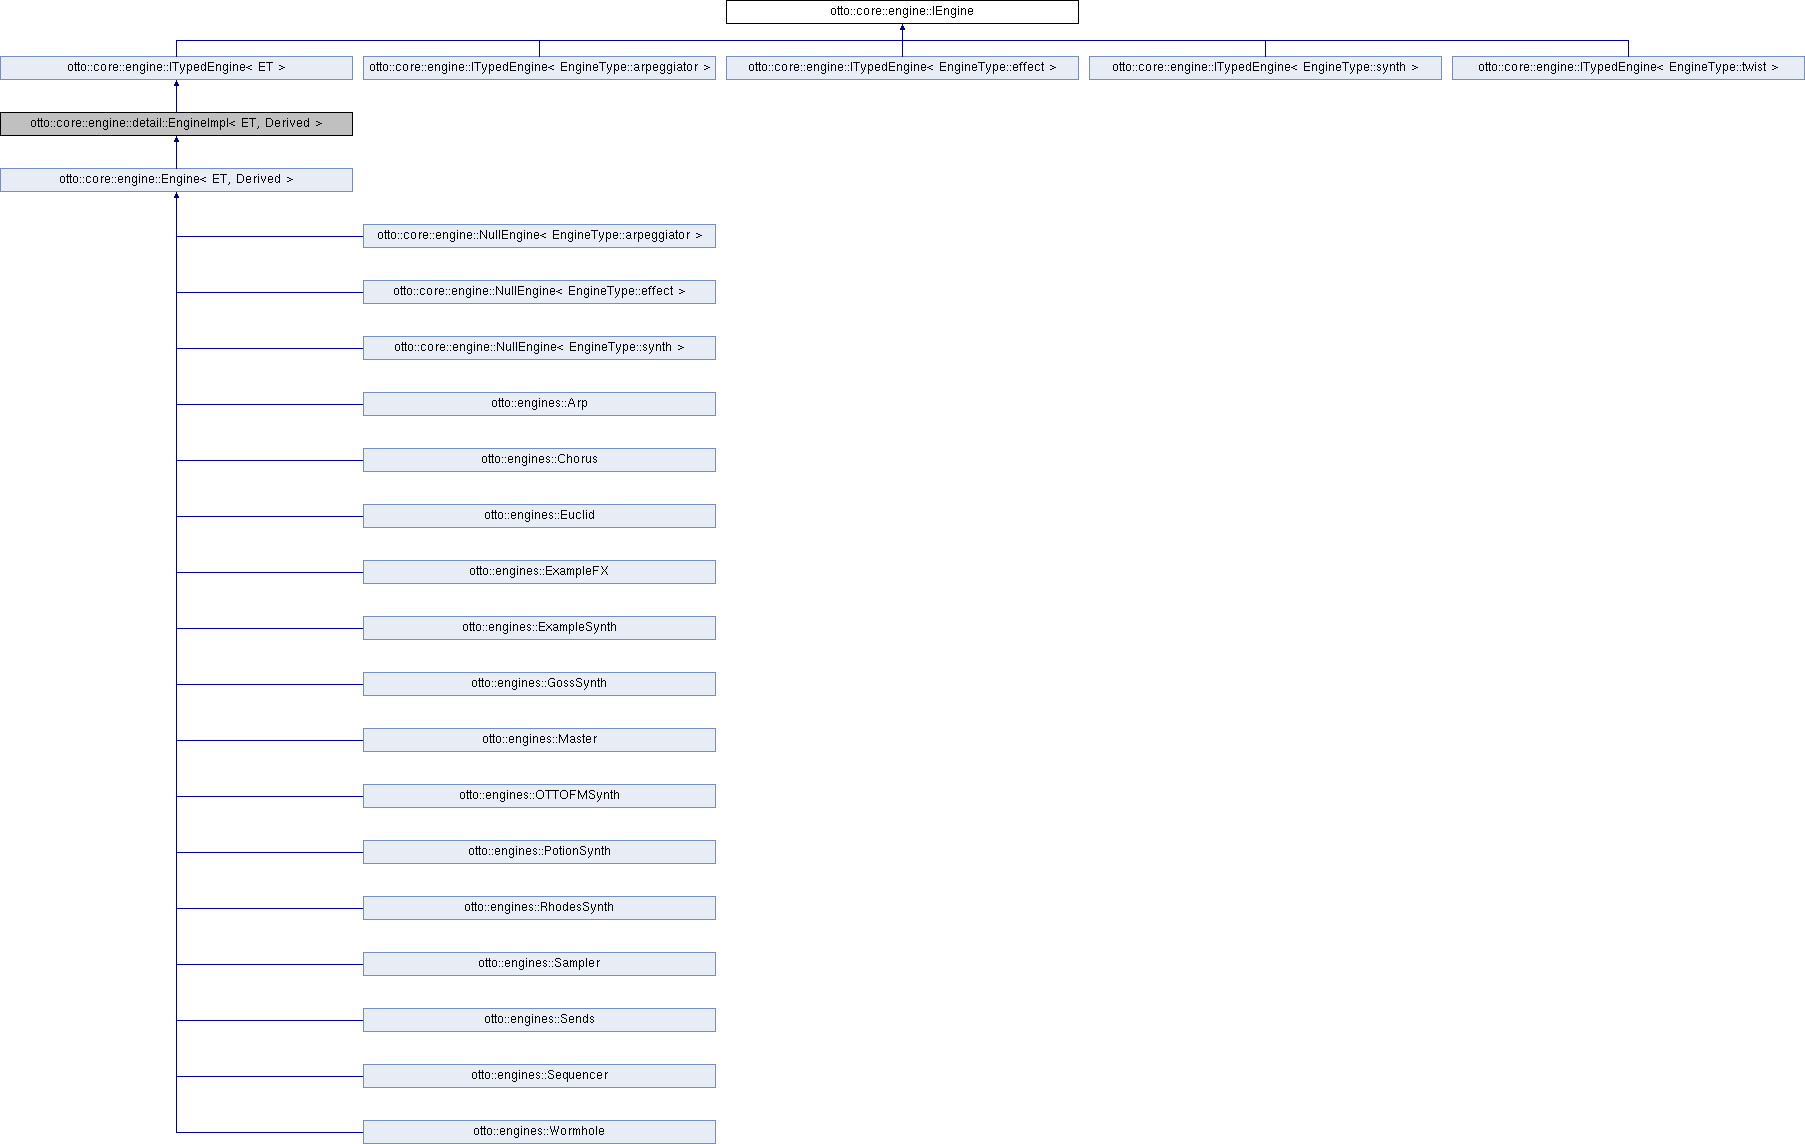 otto::core::engine::IEngine
otto::core::engine::ITypedEngine< ET >
otto::core::engine::ITypedEngine< EngineType::arpeggiator >
otto::core::engine::ITypedEngine< EngineType::effect >
otto::core::engine::ITypedEngine< EngineType::synth >
otto::core::engine::ITypedEngine< EngineType::twist >
otto::core::engine::detail::EngineImpl< ET, Derived >
otto::core::engine::Engine< ET, Derived >
otto::core::engine::NullEngine< EngineType::arpeggiator >
otto::core::engine::NullEngine< EngineType::effect >
otto::core::engine::NullEngine< EngineType::synth >
otto::engines::Arp
otto::engines::Chorus
otto::engines::Euclid
otto::engines::ExampleFX
otto::engines::ExampleSynth
otto::engines::GossSynth
otto::engines::Master
otto::engines::OTTOFMSynth
otto::engines::PotionSynth
otto::engines::RhodesSynth
otto::engines::Sampler
otto::engines::Sends
otto::engines::Sequencer
otto::engines::Wormhole